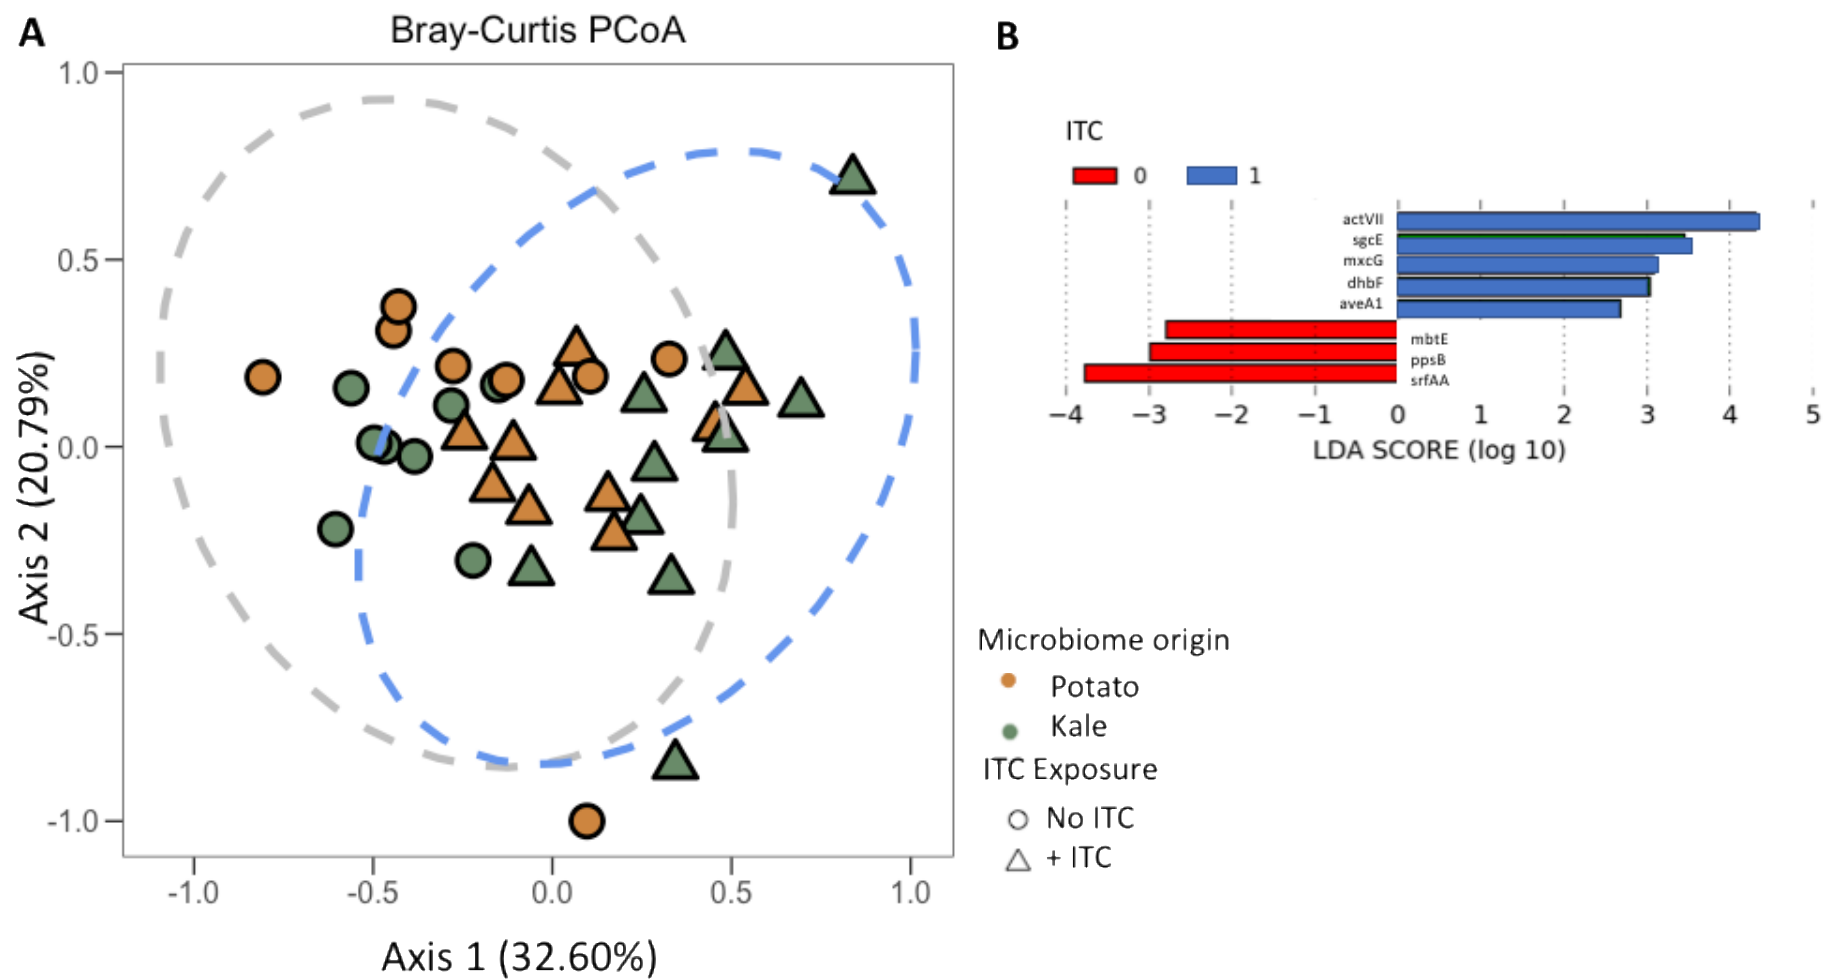 A
Bray-Curtis PCoA
1.0
0.5
0.0
-0.5
-1.0
Axis 2 (20.79%)
-1.0
-0.5
0.0
0.5
1.0
Axis 1 (32.60%)
B
ITC
0
1
actVII
sgcE
mxcG
dhbF
aveA1
mbtE
ppsB
srfAA
−4
−3
−2
−1
0
1
2
3
4
5
LDA SCORE (log 10)
Microbiome origin
Potato
Kale
ITC Exposure
No ITC
+ ITC